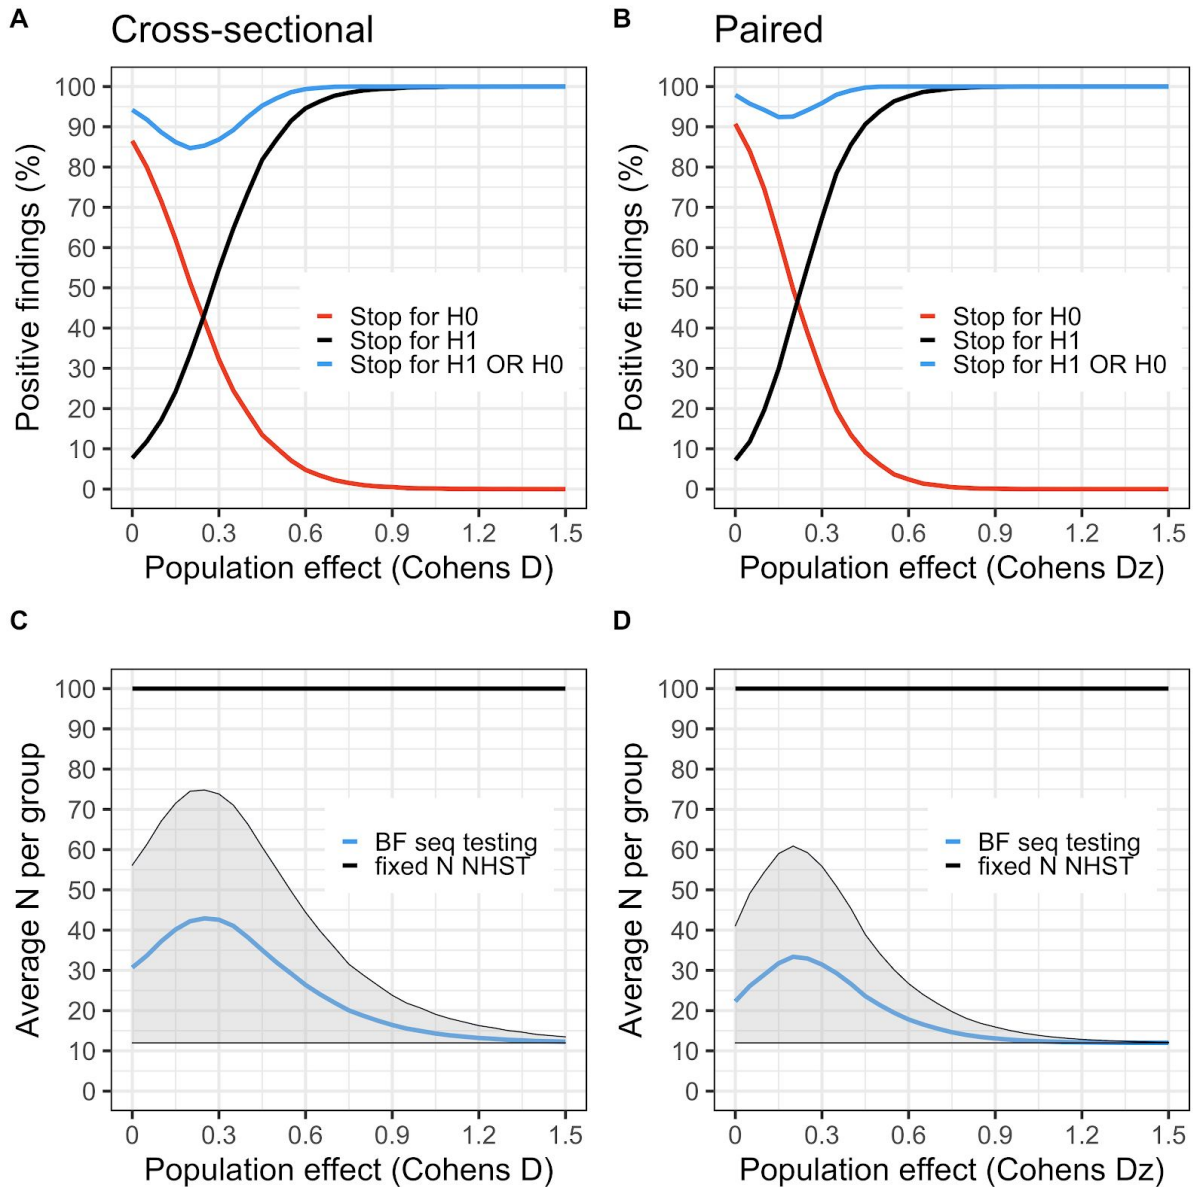 A
Cross-sectional
Positive findings (%)
100
90
80
70
60
50
40
30
20
10
0
Stop for H0
Stop for H1
Stop for H1 OR H0
0 0.3 0.6 0.9 1.2 1.5
Population effect (Cohens D)
B
Paired
Positive findings (%)
100
90
80
70
60
50
40
30
20
10
0
Stop for H0
Stop for H1
Stop for H1 OR H0
0 0.3 0.6 0.9 1.2 1.5
Population effect (Cohens Dz)
C
Average N per group
100
90
80
70
60
50
40
30
20
10
0
BF seq testing
fixed N NHST
0 0.3 0.6 0.9 1.2 1.5
Population effect (Cohens D)
D
Average N per group
100
90
80
70
60
50
40
30
20
10
0
BF seq testing
fixed N NHST
0 0.3 0.6 0.9 1.2 1.5
Population effect (Cohens Dz)